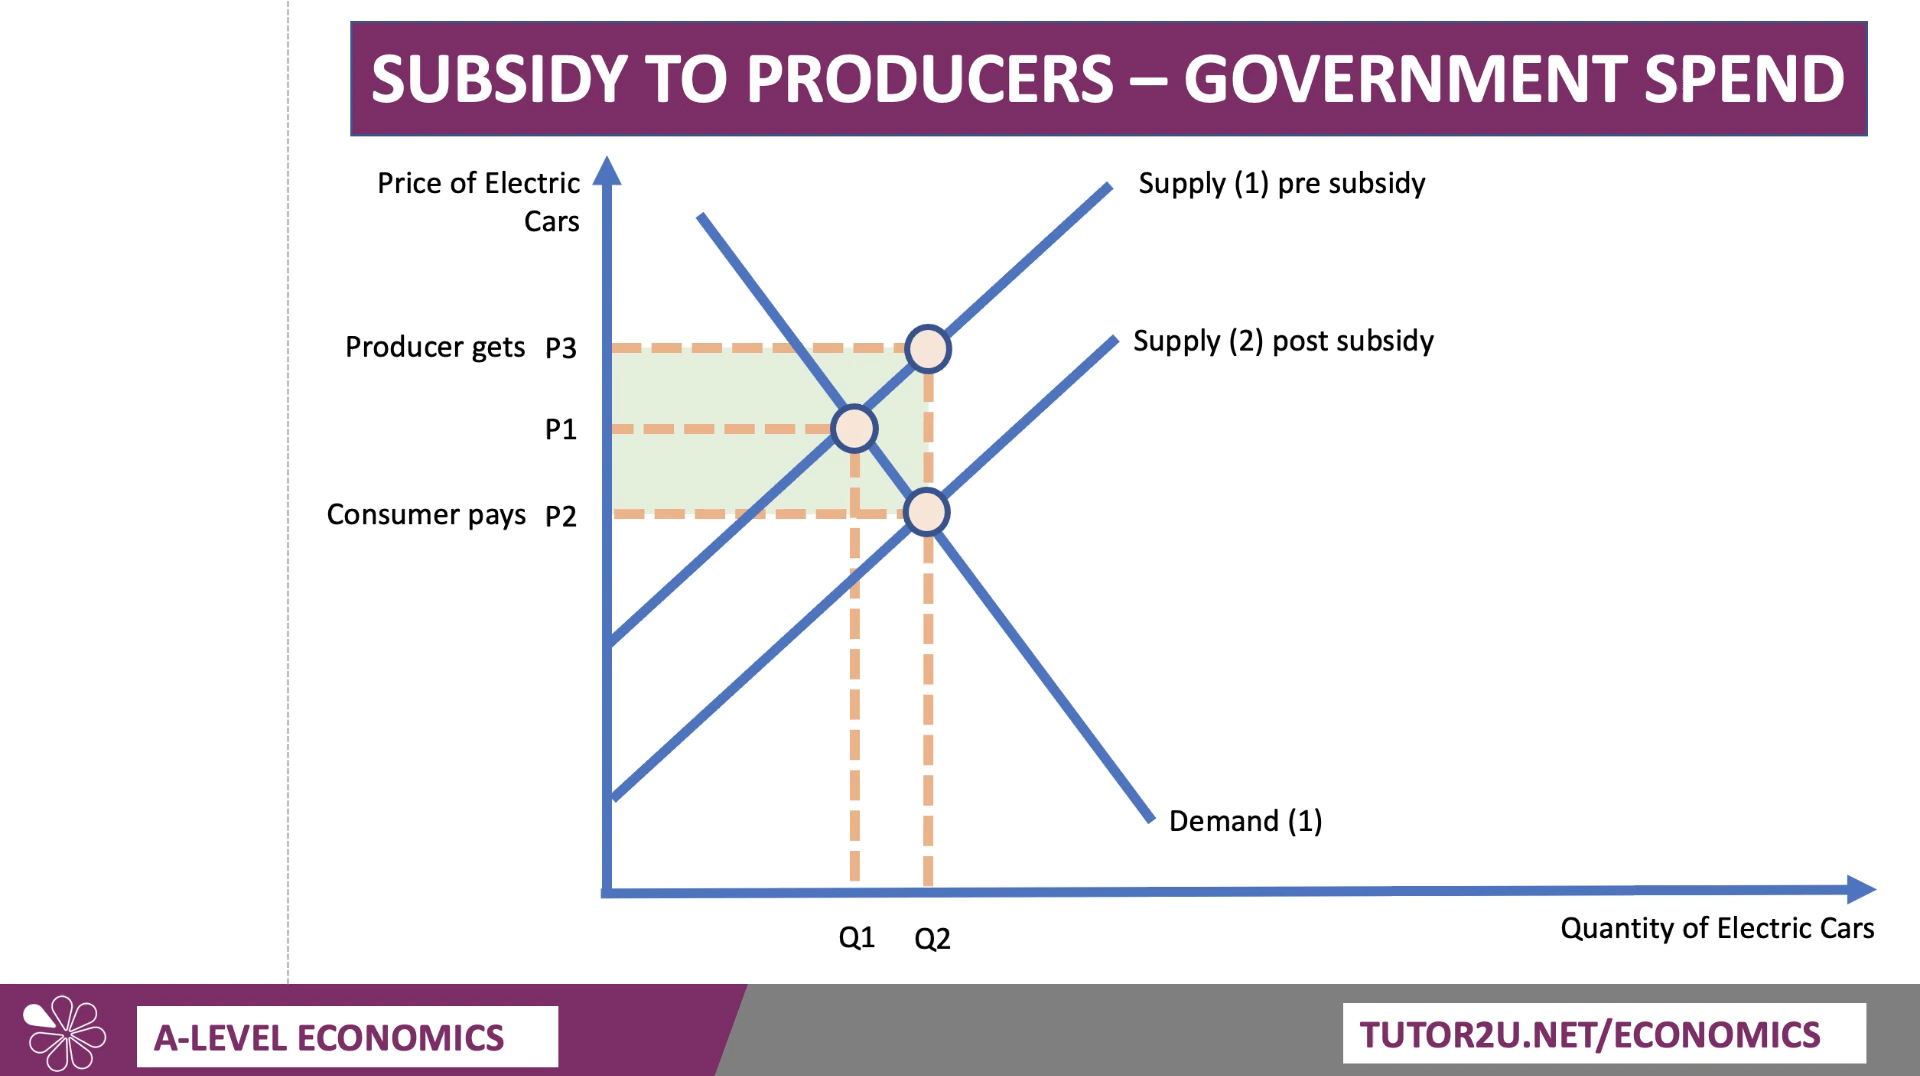 SUBSIDY TO PRODUCERS – GOVERNMENT SPEND
Price of Electric
Cars
Supply (1) pre subsidy
Supply (2) post subsidy
Producer gets P3
P1
Consumer pays P2
Demand (1)
Q1 Q2
Quantity of Electric Cars
A-LEVEL ECONOMICS
TUTOR2U.NET/ECONOMICS